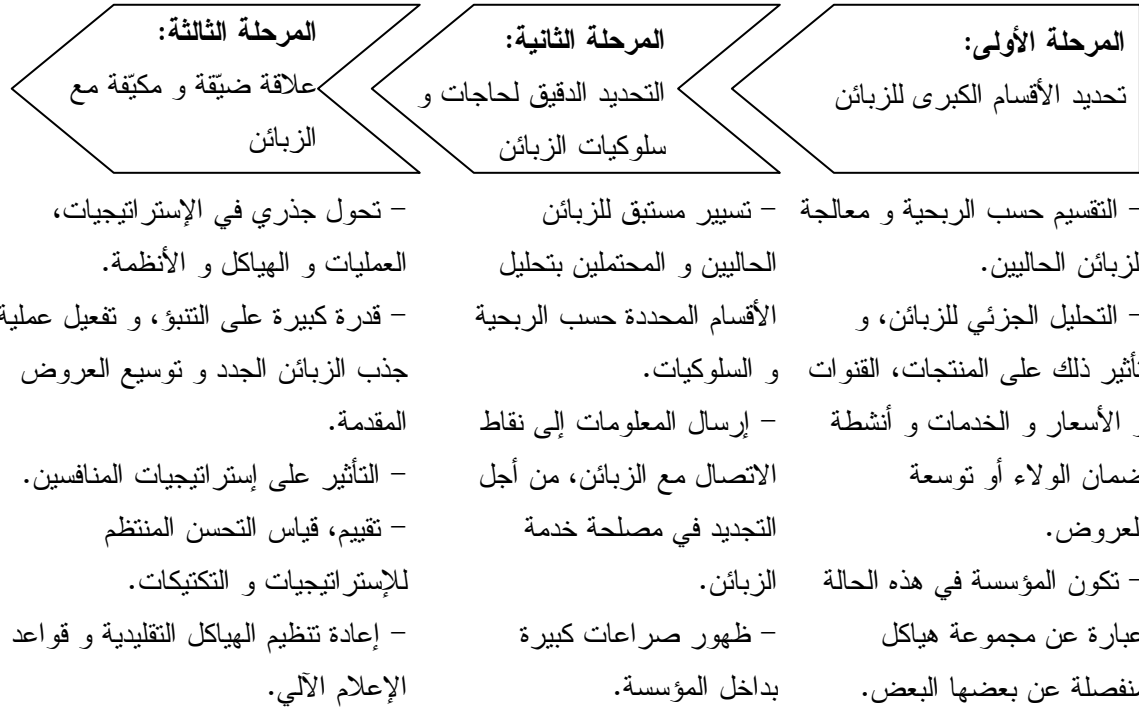 المرحلة الأولى:
تحديد الأقسام الكبرى للزبائن
– التقسيم حسب الربحية و معالجة
لزبائن الحاليين.
– التحليل الجزئي للزبائن، و
تأثير ذلك على المنتجات، القنوات
و الأسعار و الخدمات و أنشطة
ضمان الولاء أو توسعة
لعروض.
– تكون المؤسسة في هذه الحالة
عبارة عن مجموعة هياكل
منفصلة عن بعضها البعض.
المرحلة الثانية:
التحديد الدقيق لحاجات و
سلوكيات الزبائن
– تسيير مستبق للزبائن
الحاليين و المحتملين بتحليل
الأقسام المحددة حسب الربحية
و السلوكيات.
– إرسال المعلومات إلى نقاط
الاتصال مع الزبائن، من أجل
التجديد في مصلحة خدمة
الزبائن.
– ظهور صراعات كبيرة
بداخل المؤسسة.
المرحلة الثالثة:
علاقة ضيّقة و مكيّفة مع
الزبائن
– تحول جذري في الإستراتيجيات،
العمليات و الهياكل و الأنظمة.
– قدرة كبيرة على التنبؤ، و تفعيل عملية
جذب الزبائن الجدد و توسيع العروض
المقدمة.
– التأثير على إستراتيجيات المنافسين.
– تقييم، قياس التحسن المنتظم
للإستراتيجيات و التكتيكات.
– إعادة تنظيم الهياكل التقليدية و قواعد
الإعلام الآلي.